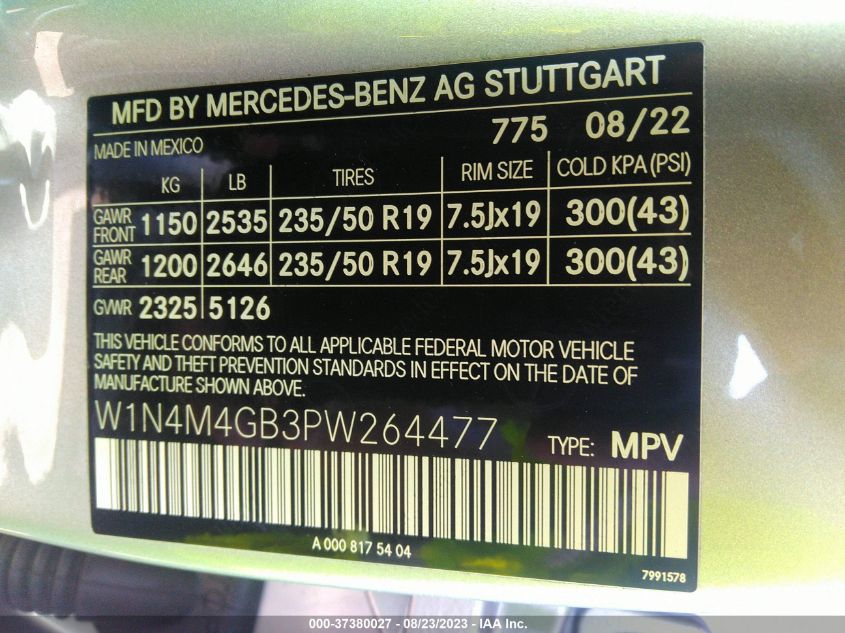 MFD BY MERCEDES-BENZ AG STUTTGART
775 08/22
MADE IN MEXICO
KG LB TIRES RIM SIZE COLD KPA (PSI)
GAWR FRONT 1150 2535 235/50 R19 7.5Jx19 300(43)
GAWR REAR 1200 2646 235/50 R19 7.5Jx19 300(43)
GVWR 2325 5126
THIS VEHICLE CONFORMS TO ALL APPLICABLE FEDERAL MOTOR VEHICLE
SAFETY AND THEFT PREVENTION STANDARDS IN EFFECT ON THE DATE OF
MANUFACTURE SHOWN ABOVE.
W1N4M4GB3PW264477 TYPE: MPV
A 000 817 54 04
7991578
000-37380027 - 08/23/2023 - IAA Inc.